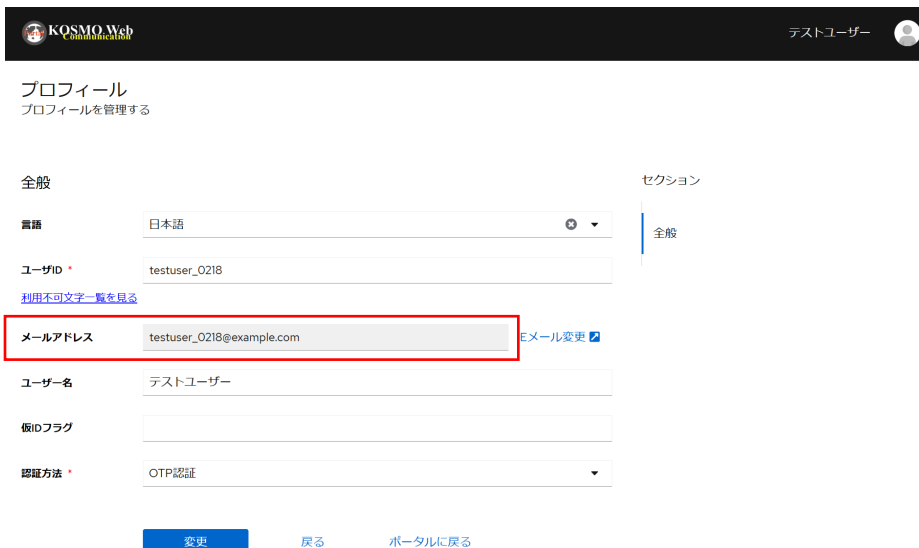 KOSMO.Web
Communication
テストユーザー
プロフィール
プロフィールを管理する
全般
セクション
言語
日本語
全般
ユーザID *
testuser_0218
利用不可文字一覧を見る
メールアドレス
testuser_0218@example.com
Eメール変更
ユーザー名
テストユーザー
仮IDフラグ
認証方法 *
OTP認証
変更
戻る
ポータルに戻る